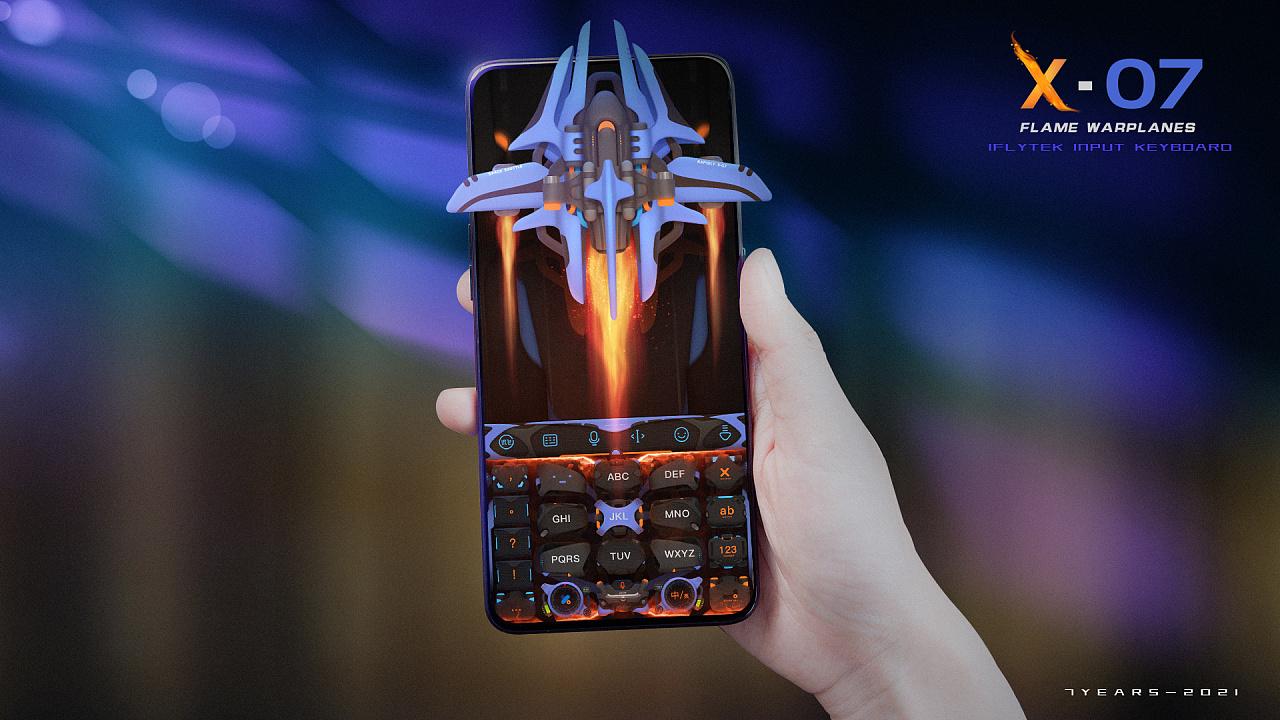 X-07
FLAME WARPLANES
IFLYTEK INPUT KEYBOARD
ABC
DEF
GHI
JKL
MNO
ab
?
PQRS
TUV
WXYZ
123
!
中/
7YEARS-2021